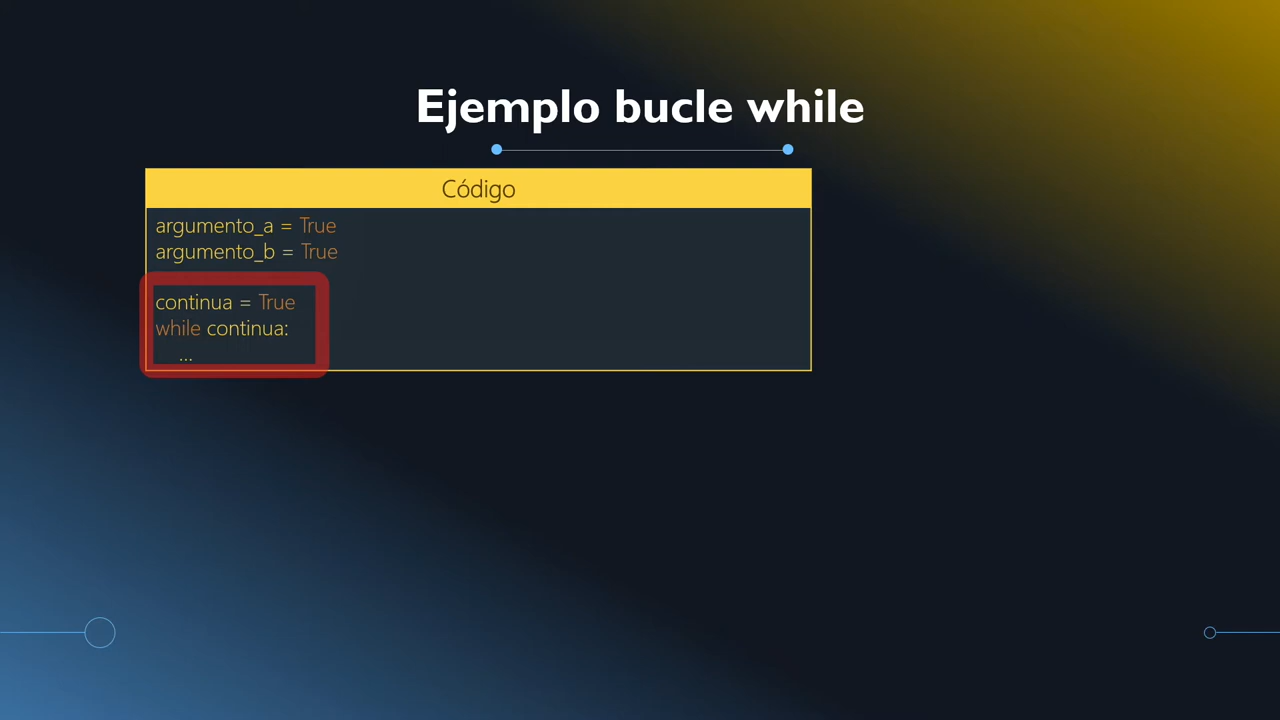 Ejemplo bucle while
Código
argumento_a = True
argumento_b = True
continua = True
while continua:
...